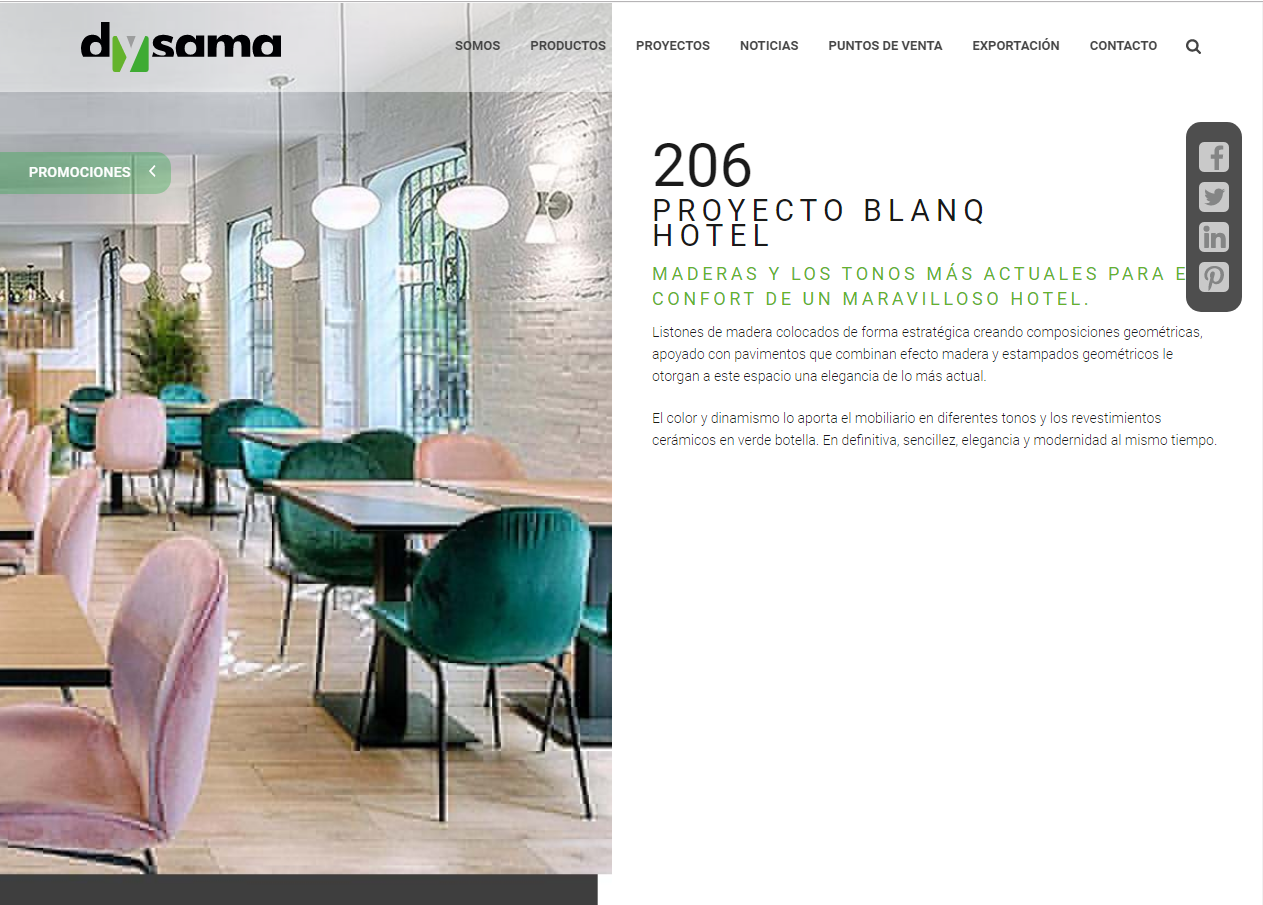 dysama
SOMOS PRODUCTOS PROYECTOS NOTICIAS PUNTOS DE VENTA EXPORTACIÓN CONTACTO
PROMOCIONES
206
PROYECTO BLANQ
HOTEL
MADERAS Y LOS TONOS MÁS ACTUALES PARA E
CONFORT DE UN MARAVILLOSO HOTEL.
Listones de madera colocados de forma estratégica creando composiciones geométricas,
apoyado con pavimentos que combinan efecto madera y estampados geométricos le
otorgan a este espacio una elegancia de lo más actual.
El color y dinamismo lo aporta el mobiliario en diferentes tonos y los revestimientos
cerámicos en verde botella. En definitiva, sencillez, elegancia y modernidad al mismo tiempo.